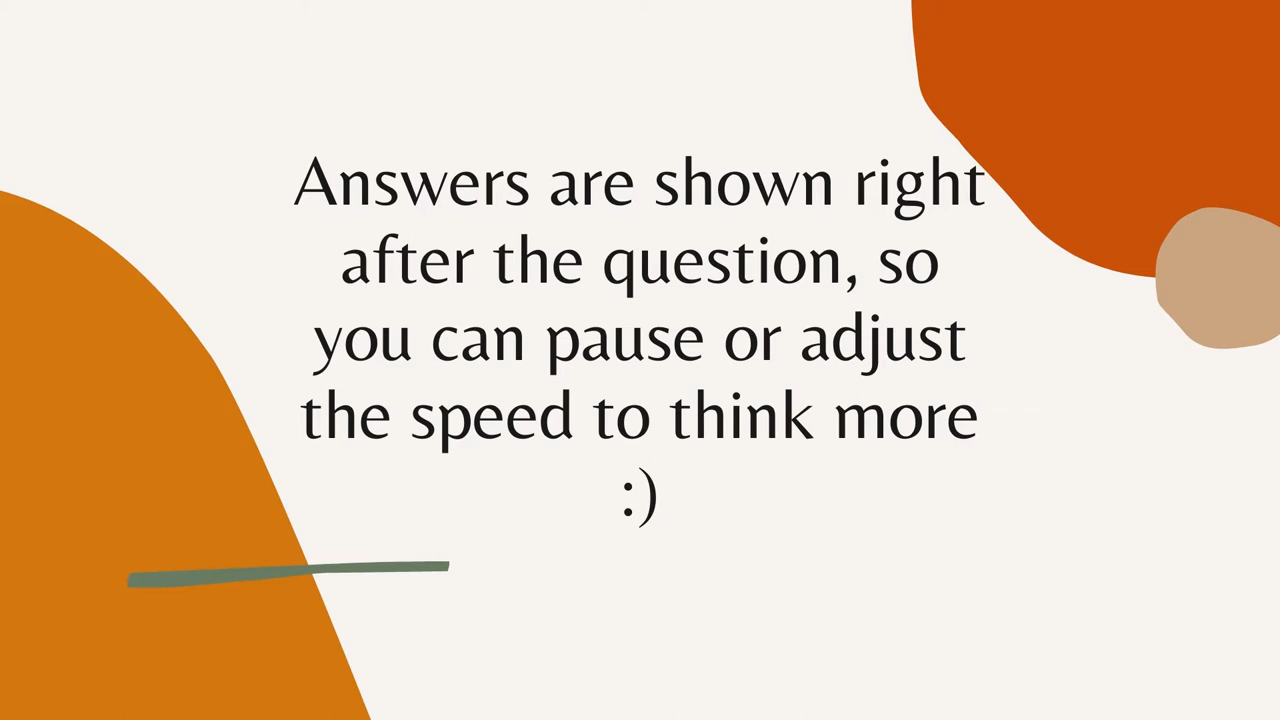 Answers are shown right
after the question, so
you can pause or adjust
the speed to think more
:)